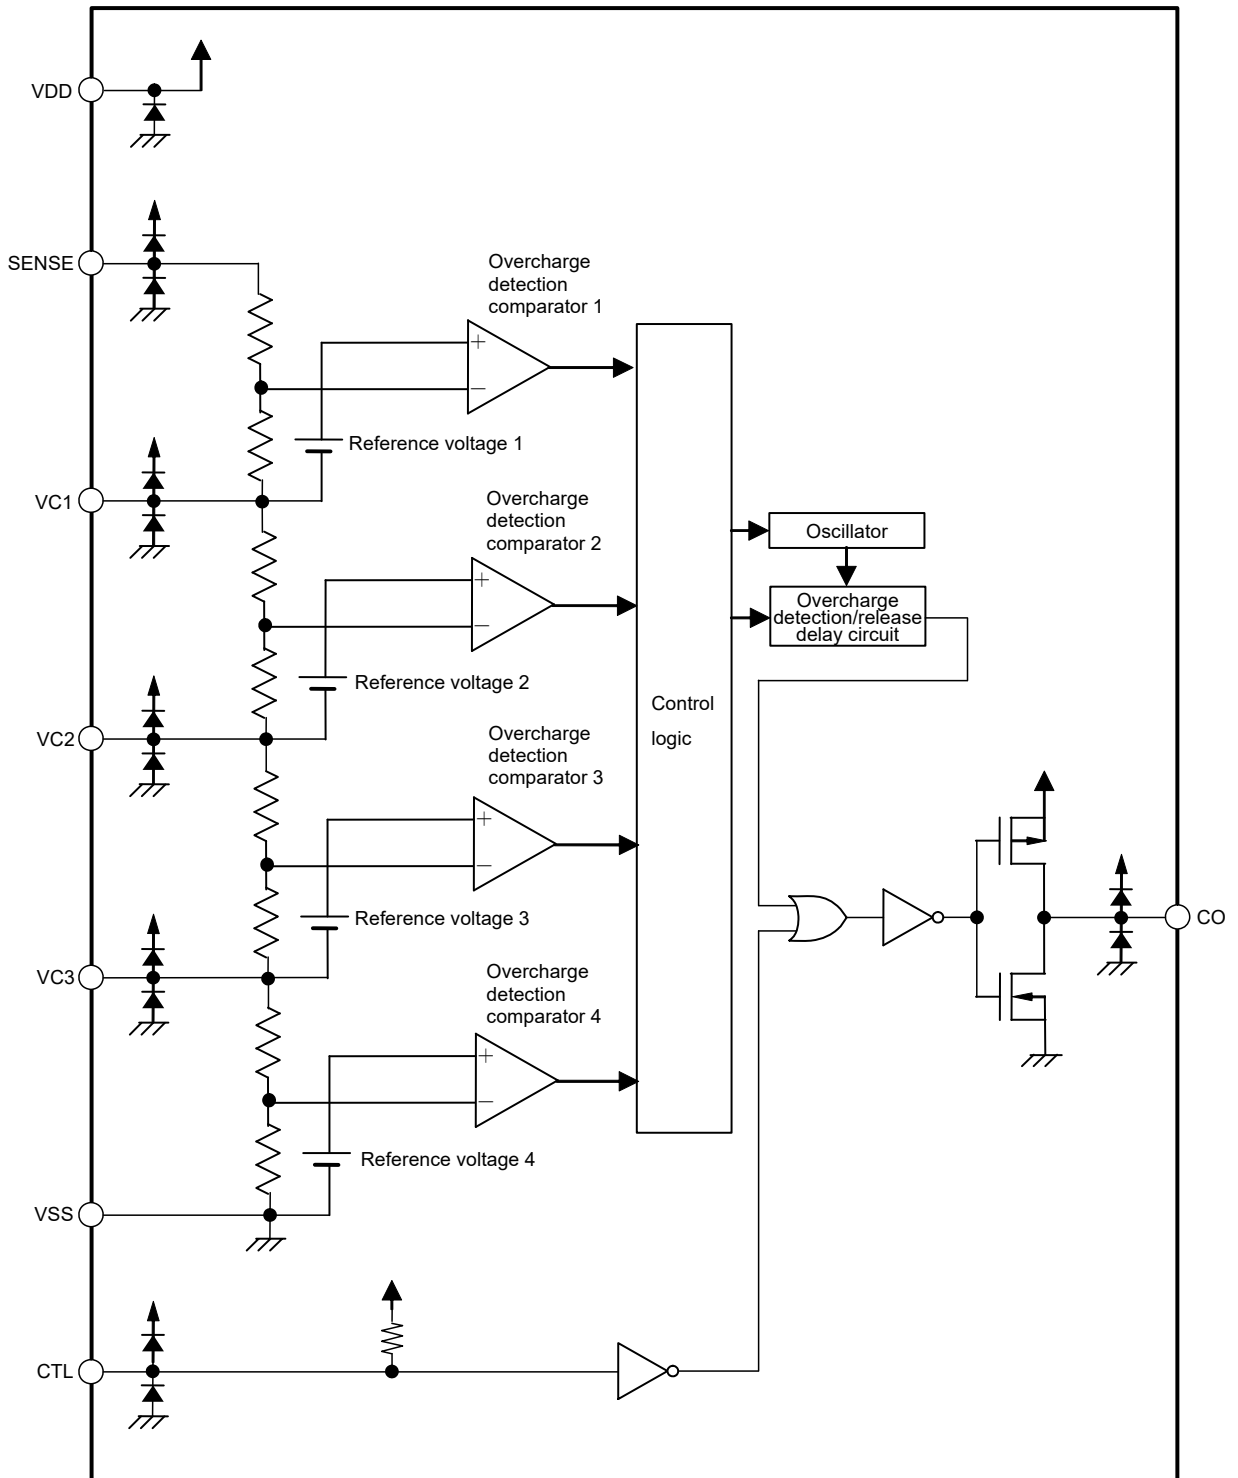 VDD
SENSE
Overcharge
detection
comparator 1
+
−
Reference voltage 1
VC1
Overcharge
detection
comparator 2
+
−
Oscillator
Overcharge
detection/release
delay circuit
Reference voltage 2
Control
logic
VC2
Overcharge
detection
comparator 3
+
−
Reference voltage 3
CO
VC3
Overcharge
detection
comparator 4
+
−
Reference voltage 4
VSS
CTL